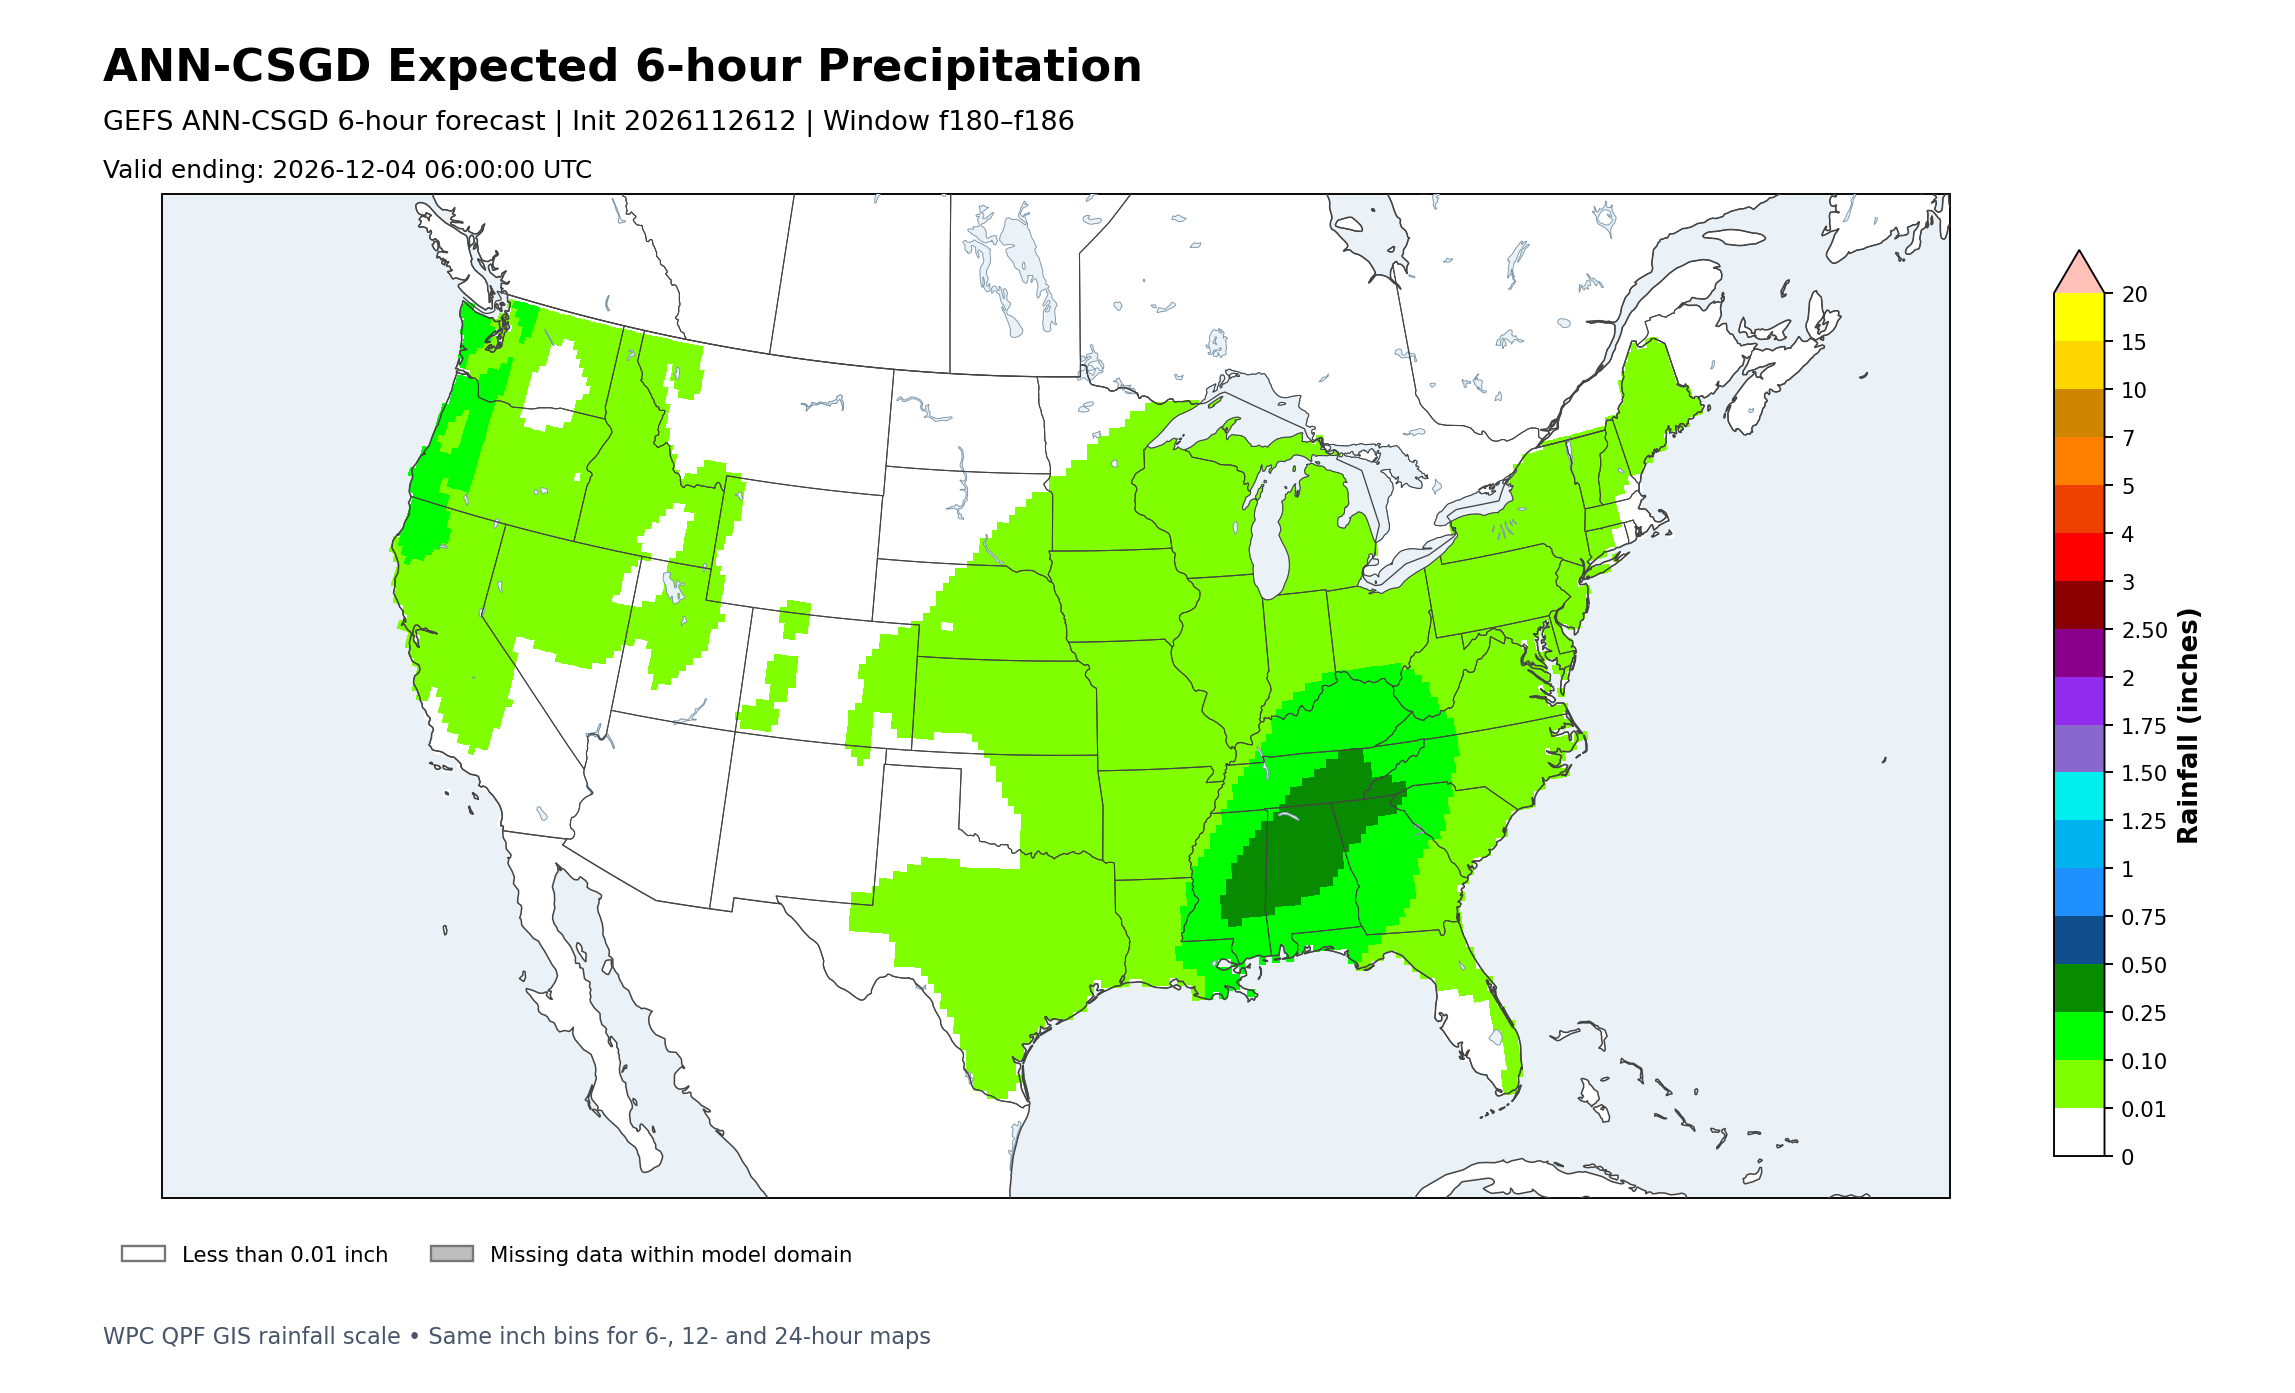 ANN-CSGD Expected 6-hour Precipitation
GEFS ANN-CSGD 6-hour forecast | Init 2026112612 | Window f180–f186
Valid ending: 2026-12-04 06:00:00 UTC
20
15
10
7
5
4
3
2.50
2
1.75
1.50
1.25
1
0.75
0.50
0.25
0.10
0.01
0
Rainfall (inches)
Less than 0.01 inch
Missing data within model domain
WPC QPF GIS rainfall scale • Same inch bins for 6-, 12- and 24-hour maps